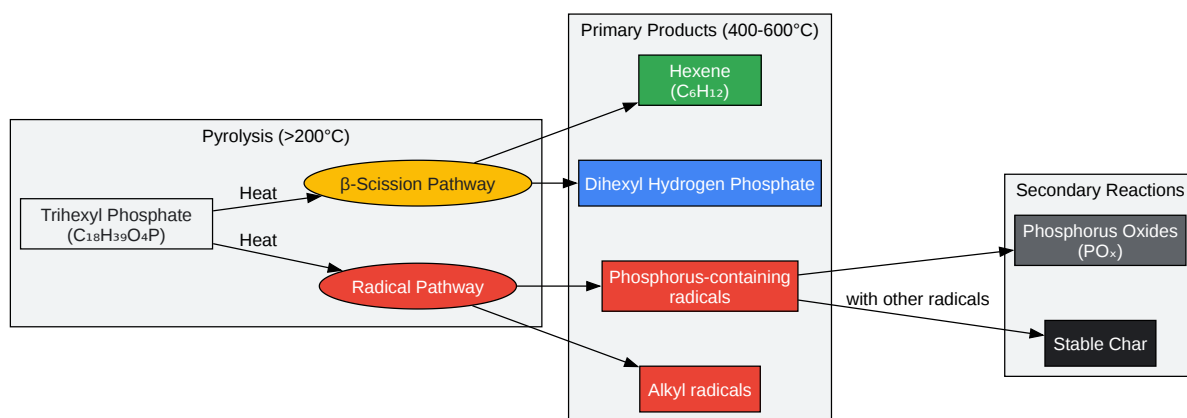 Pyrolysis (>200°C)
Trihexyl Phosphate
(C₁₈H₃₉O₄P)
Heat
Heat
β-Scission Pathway
Radical Pathway
Primary Products (400-600°C)
Hexene
(C₆H₁₂)
Dihexyl Hydrogen Phosphate
Phosphorus-containing
radicals
Alkyl radicals
with other radicals
Secondary Reactions
Phosphorus Oxides
(POₓ)
Stable Char